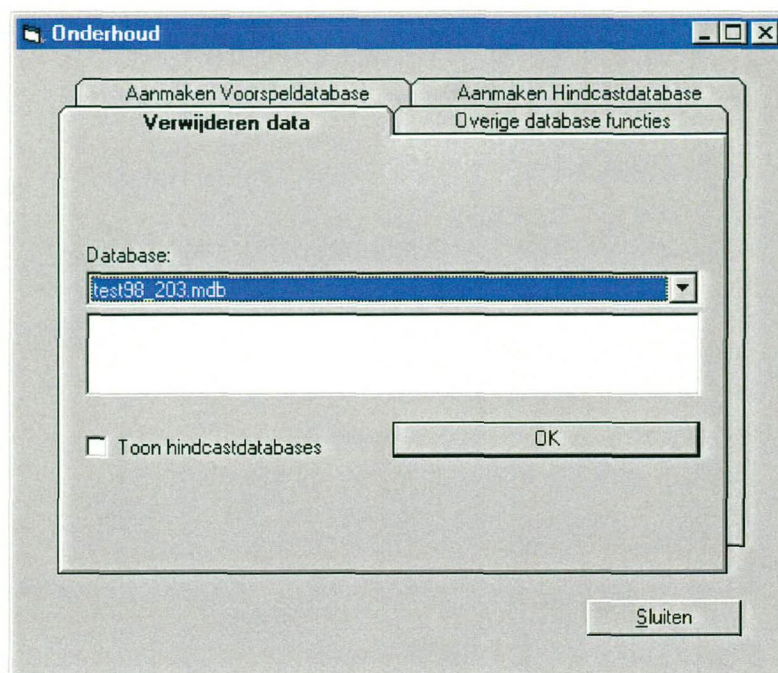 Onderhoud
Aanmaken Voorspeldatabase
Aanmaken Hindcastdatabase
Verwijderen data
Overige database functies
Database:
test98_203.mdb
Toon hindcastdatabases
OK
Sluiten